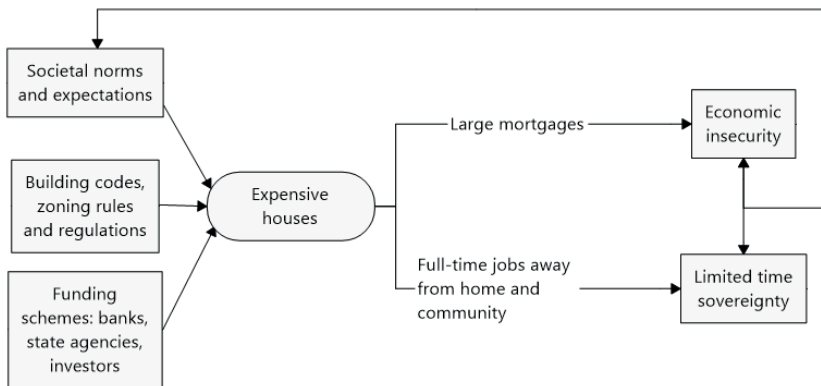 Societal norms
and expectations
Building codes,
zoning rules
and regulations
Funding
schemes: banks,
state agencies,
investors
Expensive
houses
Large mortgages
Full-time jobs away
from home and
community
Economic
insecurity
Limited time
sovereignty